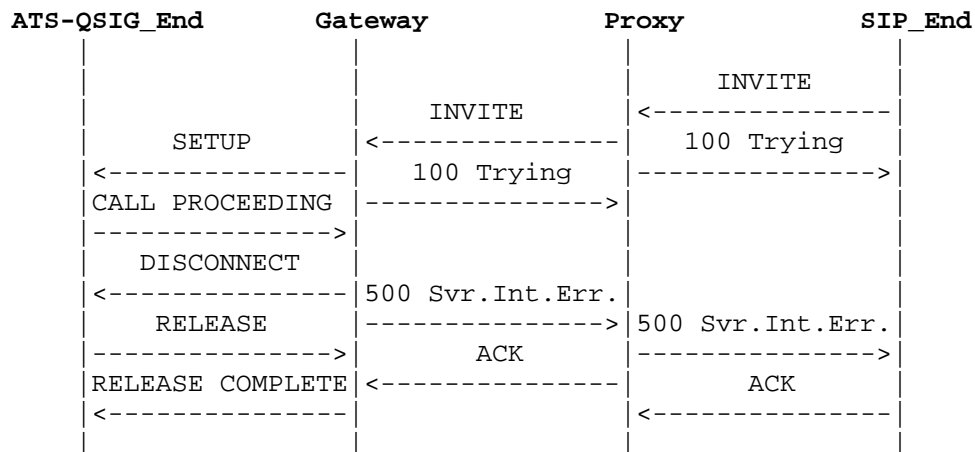 ATS-QSIG_End Gateway Proxy SIP_End
INVITE
INVITE
SETUP 100 Trying
100 Trying
CALL PROCEEDING
DISCONNECT
500 Svr.Int.Err.
RELEASE 500 Svr.Int.Err.
ACK
RELEASE COMPLETE ACK